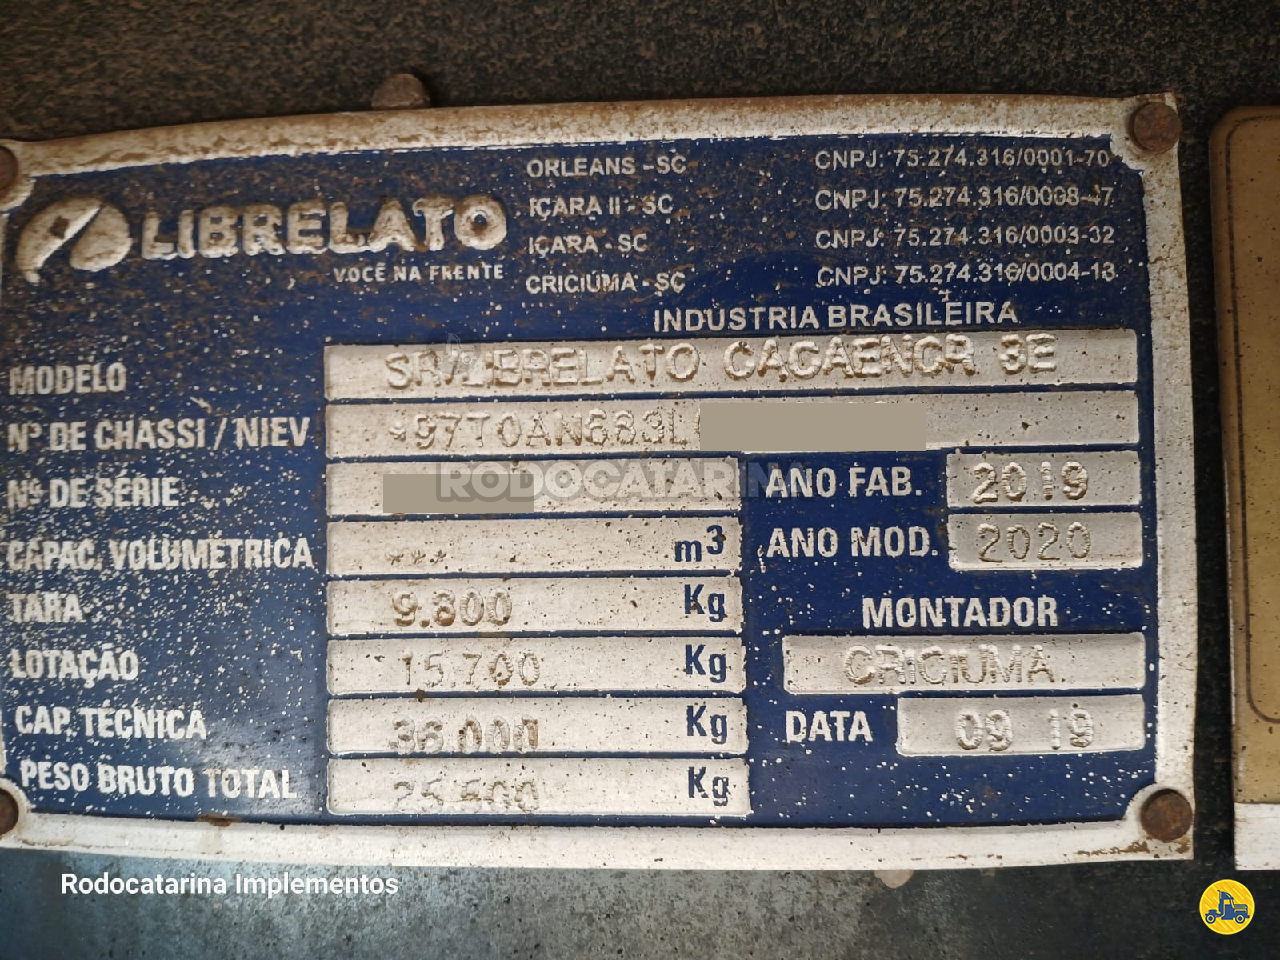 LIBRELATO
VOCÊ NA FRENTE
ORLEANS - SC CNPJ: 75.274.316/0001-70
IÇARA II - SC CNPJ: 75.274.316/0008-47
IÇARA - SC CNPJ: 75.274.316/0003-32
CRICIÚMA - SC CNPJ: 75.274.316/0004-13
INDÚSTRIA BRASILEIRA
MODELO SR/LIBRELATO CACAENCR 3E
Nº DE CHASSI / NIEV *97T0AN683L
Nº DE SÉRIE
RODOCATARINA
ANO FAB. 2019
CAPAC. VOLUMÉTRICA *** m3
ANO MOD. 2020
TARA 9.800 Kg
MONTADOR
LOTAÇÃO 15.700 Kg
CRICIUMA
CAP. TÉCNICA 36.000 Kg
DATA 09 19
PESO BRUTO TOTAL 25.500 Kg
Rodocatarina Implementos